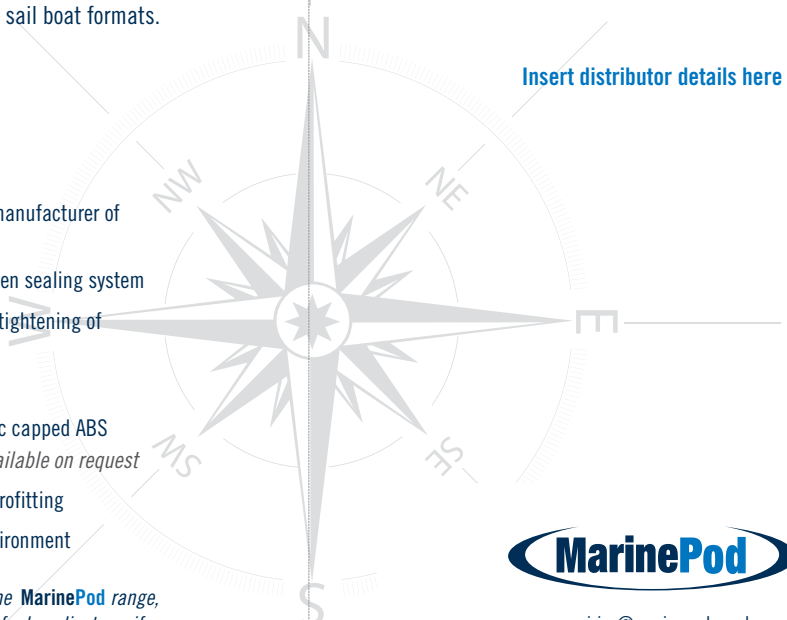 sail boat formats.
N
Insert distributor details here
NW
NE
manufacturer of
en sealing system
W
tightening of
E
c capped ABS
ailable on request
SW
SE
rofitting
ironment
MarinePod
ne MarinePod range,
S